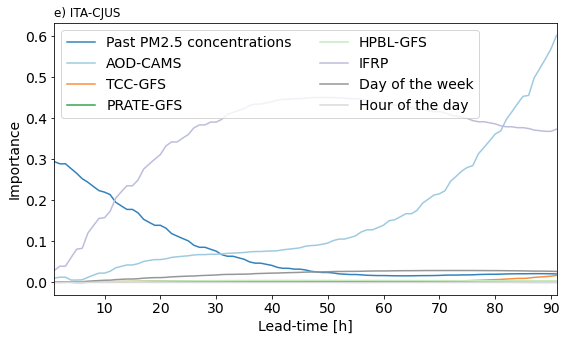 e) ITA-CJUS
Past PM2.5 concentrations
AOD-CAMS
TCC-GFS
PRATE-GFS
HPBL-GFS
IFRP
Day of the week
Hour of the day
Importance
0.6
0.5
0.4
0.3
0.2
0.1
0.0
10 20 30 40 50 60 70 80 90
Lead-time [h]